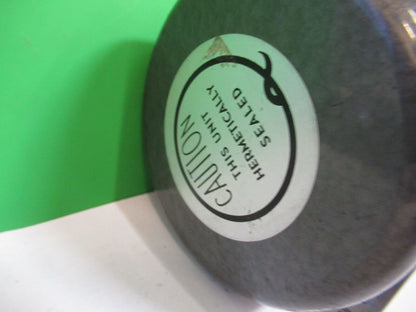 CAUTION
THIS UNIT
HERMETICALLY
SEALED